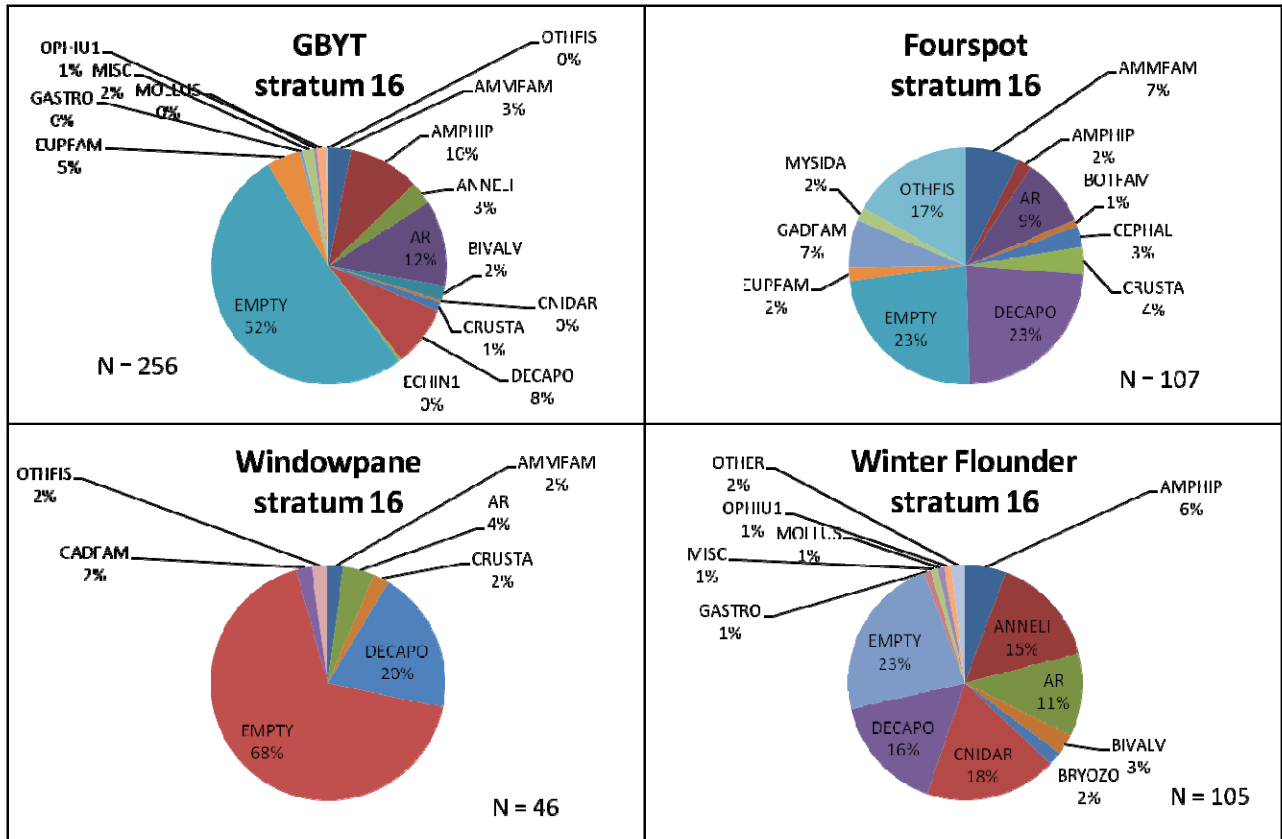 GBYT
stratum 16
OPHIU1
1%
MISC
2%
MOLLUS
0%
GASTRO
0%
EUPFAM
5%
OTHFIS
0%
AMMFAM
3%
AMPHIP
10%
ANNELI
3%
AR
12%
BIVALV
2%
CNIDAR
0%
CRUSTA
1%
DECAPO
8%
ECHIN1
0%
EMPTY
52%
N = 256
Fourspot
stratum 16
AMMFAM
7%
AMPHIP
2%
BOTFAM
1%
AR
9%
CEPHAL
3%
CRUSTA
4%
DECAPO
23%
EMPTY
23%
EUPFAM
2%
GADFAM
7%
MYSIDA
2%
OTHFIS
17%
N = 107
Windowpane
stratum 16
OTHFIS
2%
GADFAM
2%
AMMFAM
2%
AR
4%
CRUSTA
2%
DECAPO
20%
EMPTY
68%
N = 46
Winter Flounder
stratum 16
OTHER
2%
OPHIU1
1%
MOLLUS
1%
MISC
1%
GASTRO
1%
AMPHIP
6%
ANNELI
15%
AR
11%
BIVALV
3%
BRYOZO
2%
CNIDAR
18%
DECAPO
16%
EMPTY
23%
N = 105